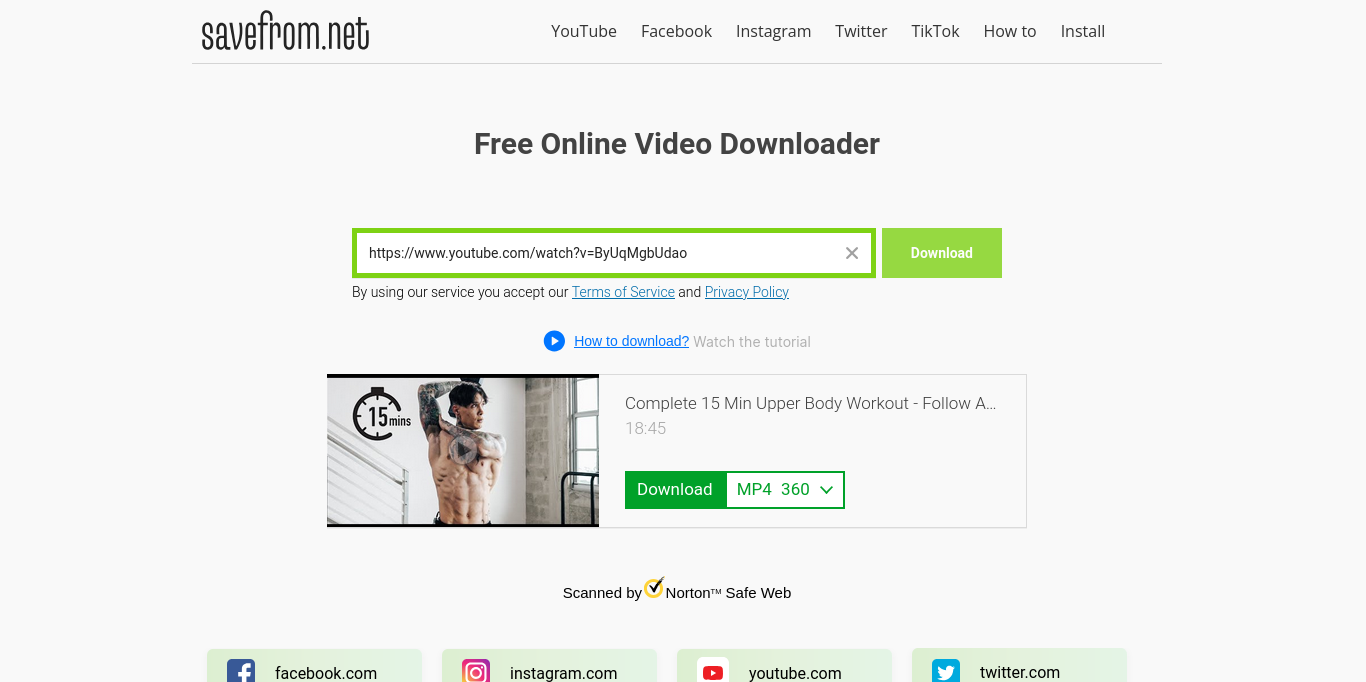 savefrom.net
YouTube Facebook Instagram Twitter TikTok How to Install
Free Online Video Downloader
https://www.youtube.com/watch?v=ByUqMgbUdao Download
By using our service you accept our Terms of Service and Privacy Policy
How to download? Watch the tutorial
15 mins
Complete 15 Min Upper Body Workout - Follow A...
18:45
Download MP4 360
Scanned by Norton™ Safe Web
facebook.com instagram.com youtube.com twitter.com